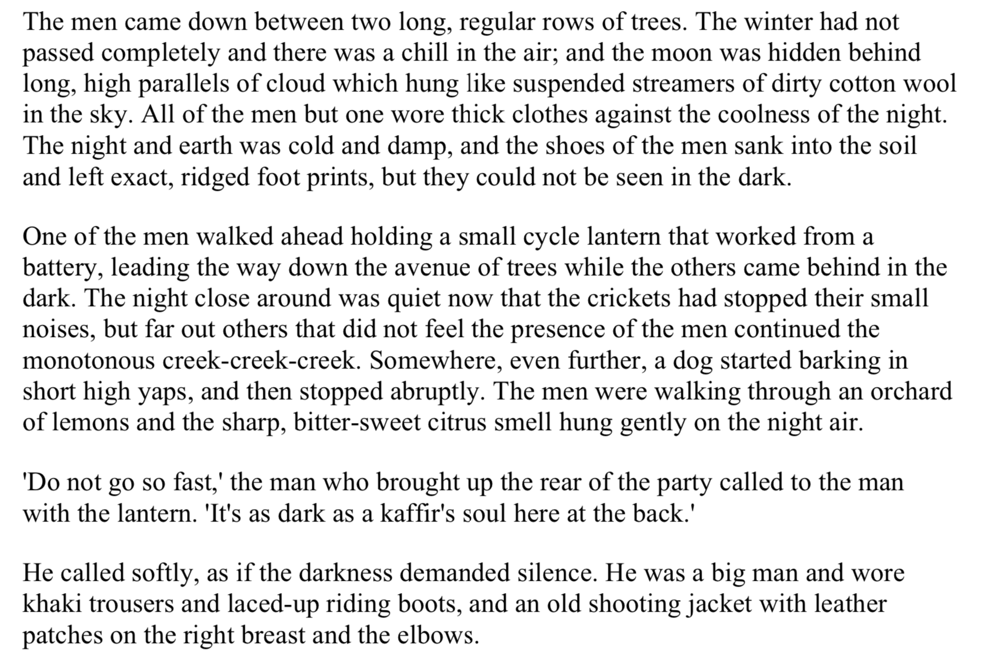 The men came down between two long, regular rows of trees. The winter had not
passed completely and there was a chill in the air; and the moon was hidden behind
long, high parallels of cloud which hung like suspended streamers of dirty cotton wool
in the sky. All of the men but one wore thick clothes against the coolness of the night.
The night and earth was cold and damp, and the shoes of the men sank into the soil
and left exact, ridged foot prints, but they could not be seen in the dark.

One of the men walked ahead holding a small cycle lantern that worked from a
battery, leading the way down the avenue of trees while the others came behind in the
dark. The night close around was quiet now that the crickets had stopped their small
noises, but far out others that did not feel the presence of the men continued the
monotonous creek-creek-creek. Somewhere, even further, a dog started barking in
short high yaps, and then stopped abruptly. The men were walking through an orchard
of lemons and the sharp, bitter-sweet citrus smell hung gently on the night air.

'Do not go so fast,' the man who brought up the rear of the party called to the man
with the lantern. 'It's as dark as a kaffir's soul here at the back.'

He called softly, as if the darkness demanded silence. He was a big man and wore
khaki trousers and laced-up riding boots, and an old shooting jacket with leather
patches on the right breast and the elbows.